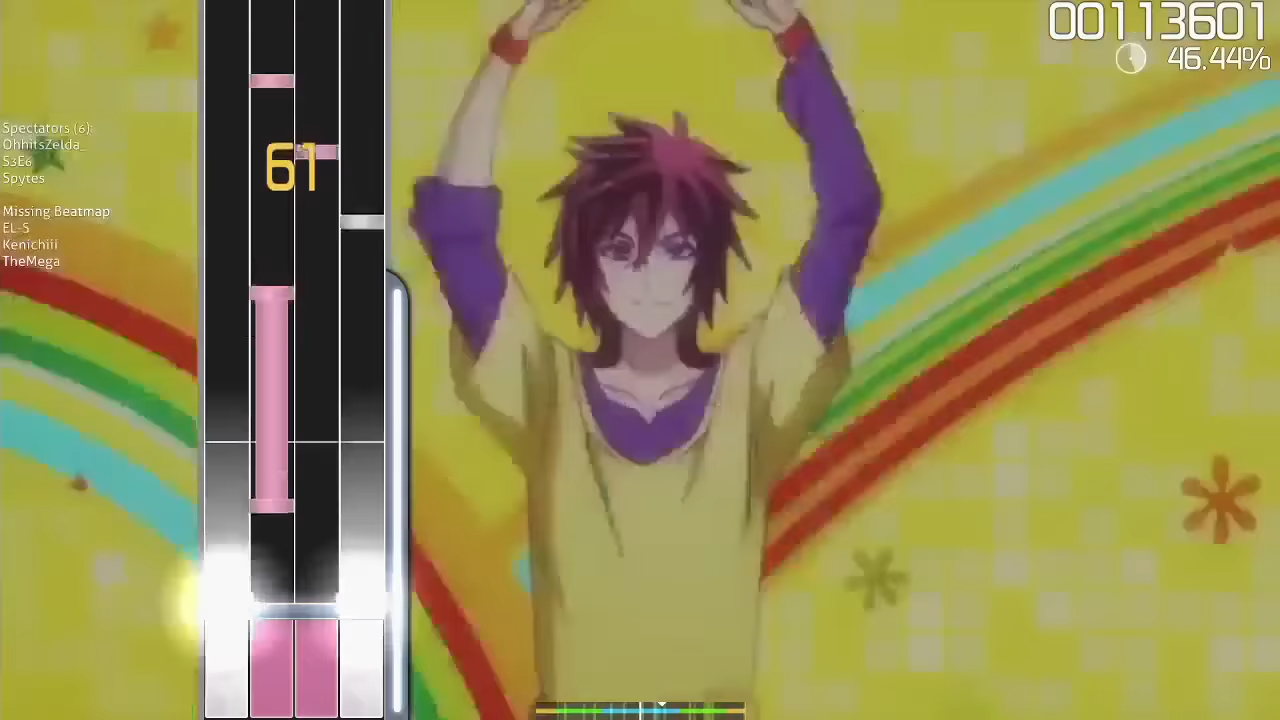 00113601
46.44%
Spectators (6):
OhhitsZelda_
S3E6
Spytes
Missing Beatmap
EL-S
Kenichiii
TheMega
61